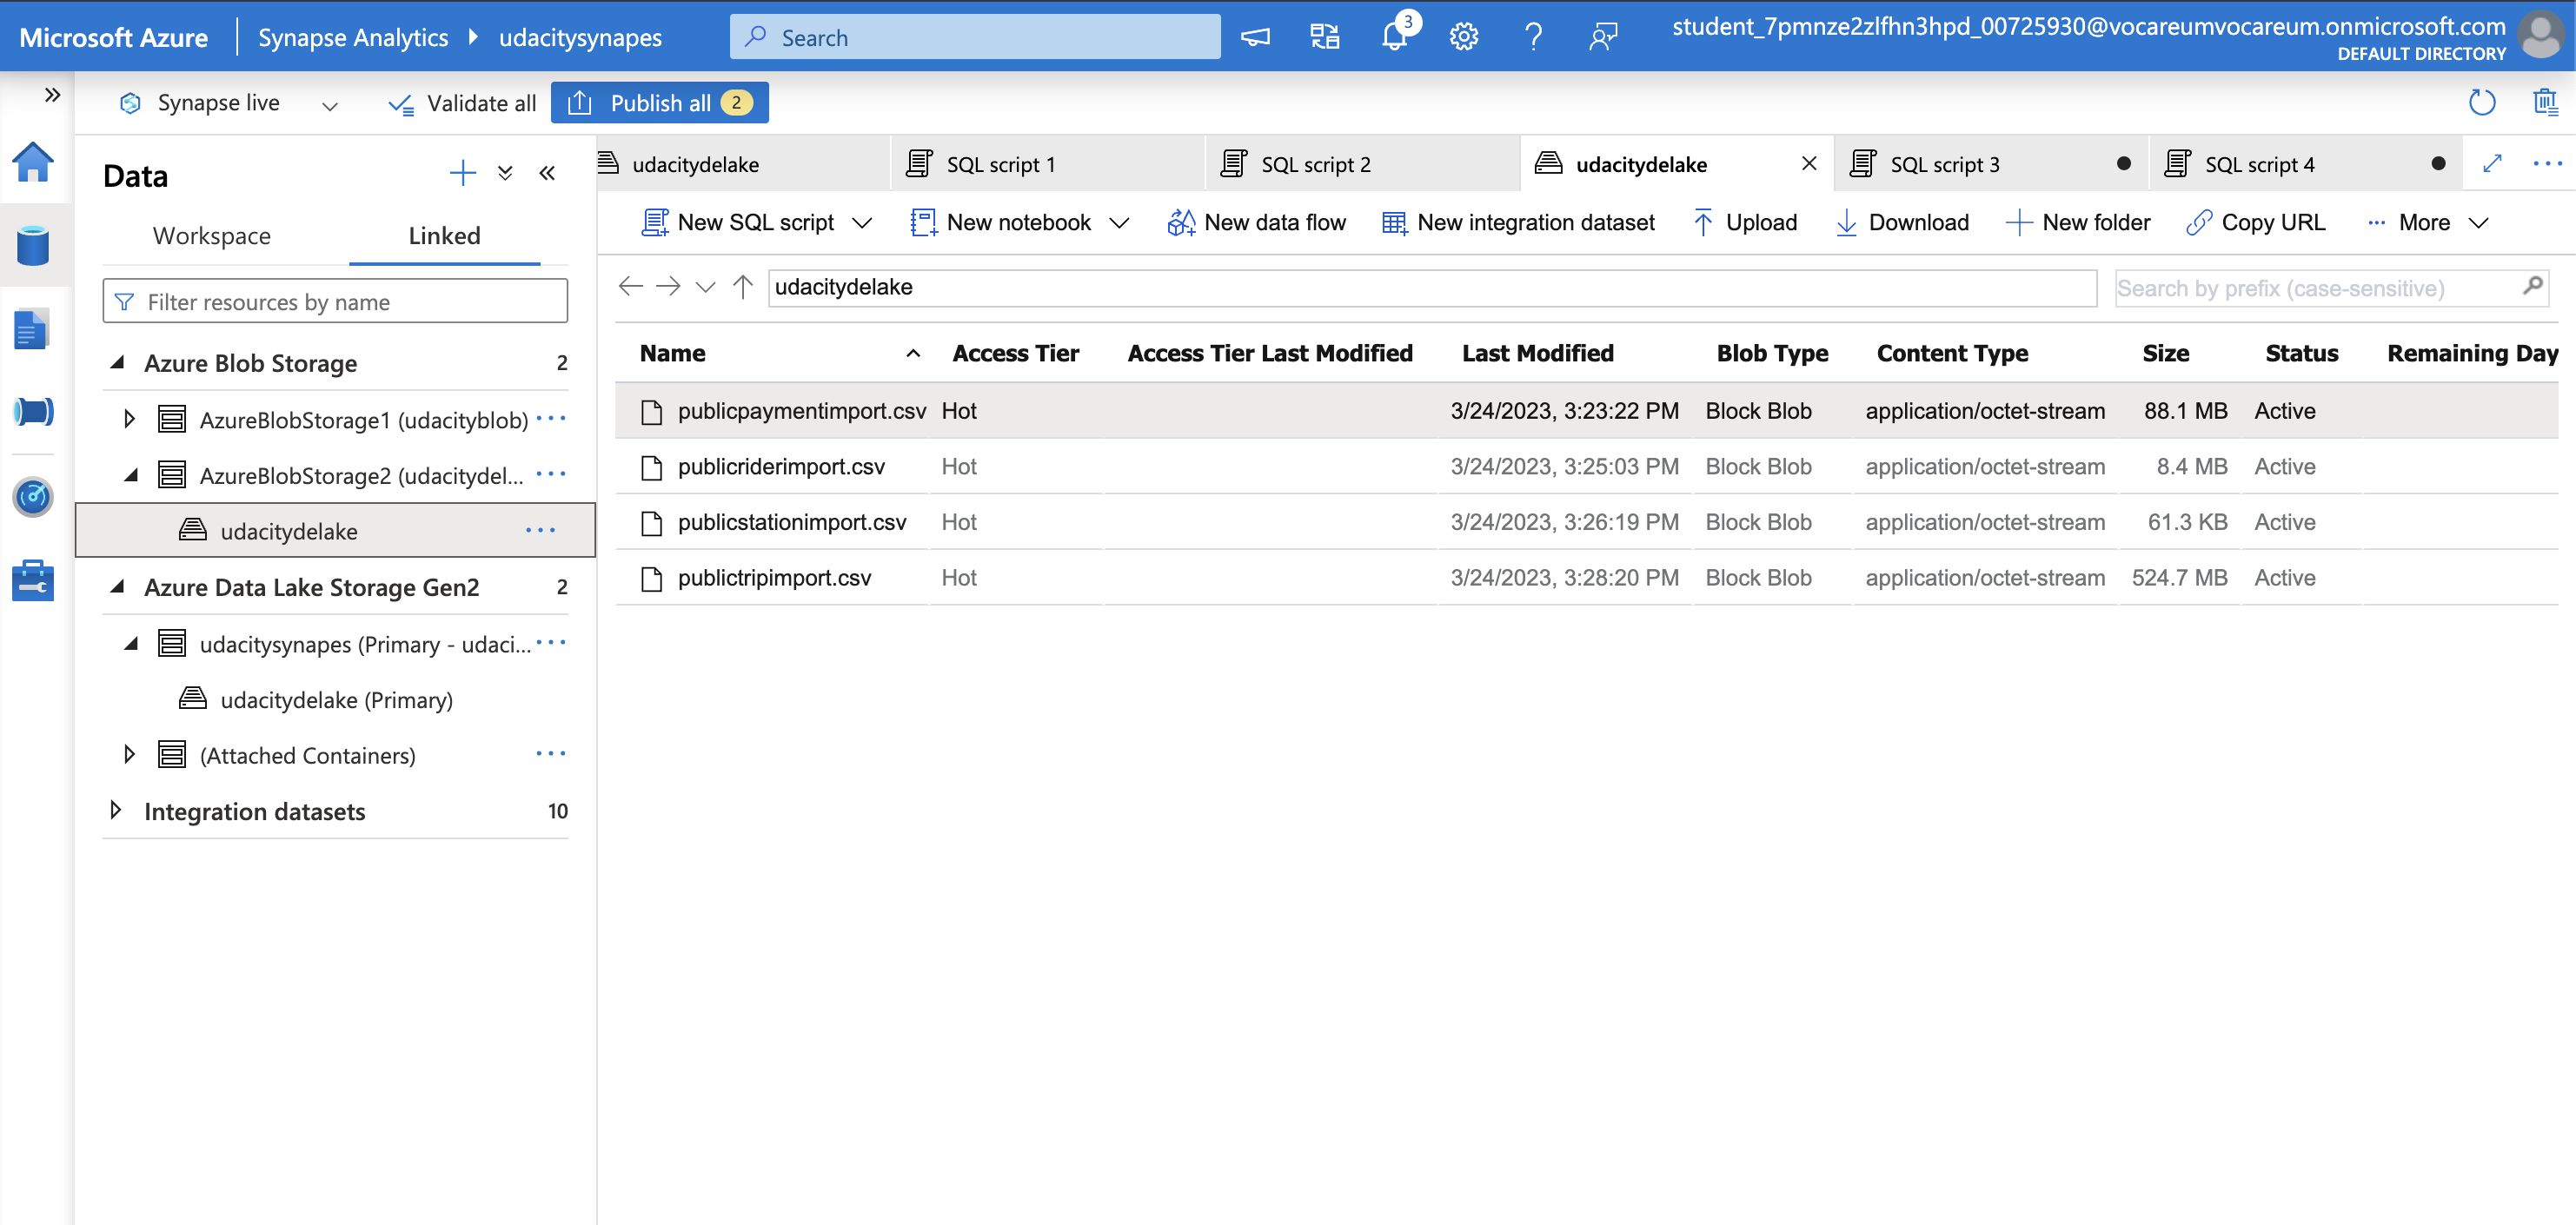 Microsoft Azure Synapse Analytics udacitysynapes Search 3 student_7pmnze2zlfhn3hpd_00725930@vocareumvocareum.onmicrosoft.com
DEFAULT DIRECTORY
Synapse live Validate all Publish all 2
Data
Workspace Linked
Filter resources by name
Azure Blob Storage 2
AzureBlobStorage1 (udacityblob) ...
AzureBlobStorage2 (udacitydel... ...
udacitydelake ...
Azure Data Lake Storage Gen2 2
udacitysynapes (Primary - udaci... ...
udacitydelake (Primary)
(Attached Containers) ...
Integration datasets 10
udacitydelake SQL script 1 SQL script 2 udacitydelake SQL script 3 SQL script 4 ...
New SQL script New notebook New data flow New integration dataset Upload Download New folder Copy URL ... More
udacitydelake Search by prefix (case-sensitive)
Name Access Tier Access Tier Last Modified Last Modified Blob Type Content Type Size Status Remaining Day
publicpaymentimport.csv Hot 3/24/2023, 3:23:22 PM Block Blob application/octet-stream 88.1 MB Active
publicriderimport.csv Hot 3/24/2023, 3:25:03 PM Block Blob application/octet-stream 8.4 MB Active
publicstationimport.csv Hot 3/24/2023, 3:26:19 PM Block Blob application/octet-stream 61.3 KB Active
publictripimport.csv Hot 3/24/2023, 3:28:20 PM Block Blob application/octet-stream 524.7 MB Active